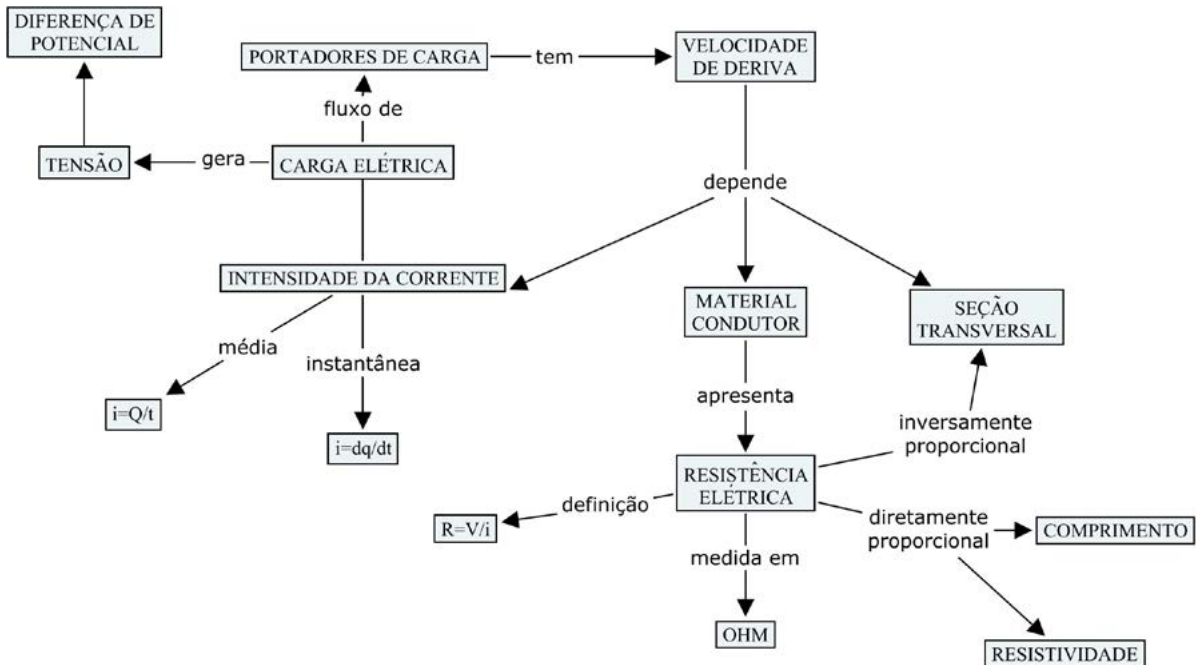 DIFERENÇA DE
POTENCIAL
PORTADORES DE CARGA
tem
VELOCIDADE
DE DERIVA
fluxo de
TENSÃO
gera
CARGA ELÉTRICA
depende
INTENSIDADE DA CORRENTE
MATERIAL
CONDUTOR
SEÇÃO
TRANSVERSAL
média
instantânea
i=Q/t
i=dq/dt
apresenta
inversamente
proporcional
RESISTÊNCIA
ELÉTRICA
definição
R=V/i
diretamente
proporcional
COMPRIMENTO
medida em
OHM
RESISTIVIDADE